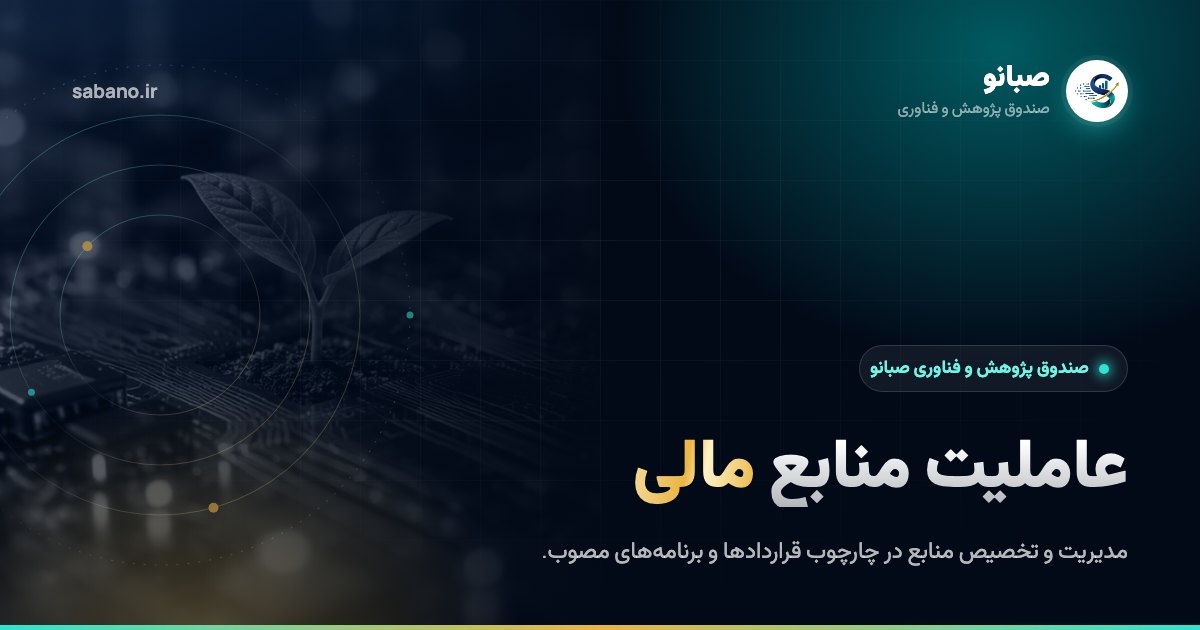 صبانو
صندوق پژوهش و فناوری
sabano.ir
صندوق پژوهش و فناوری صبانو
عاملیت منابع مالی
مدیریت و تخصیص منابع در چارچوب قراردادها و برنامه‌های مصوب.